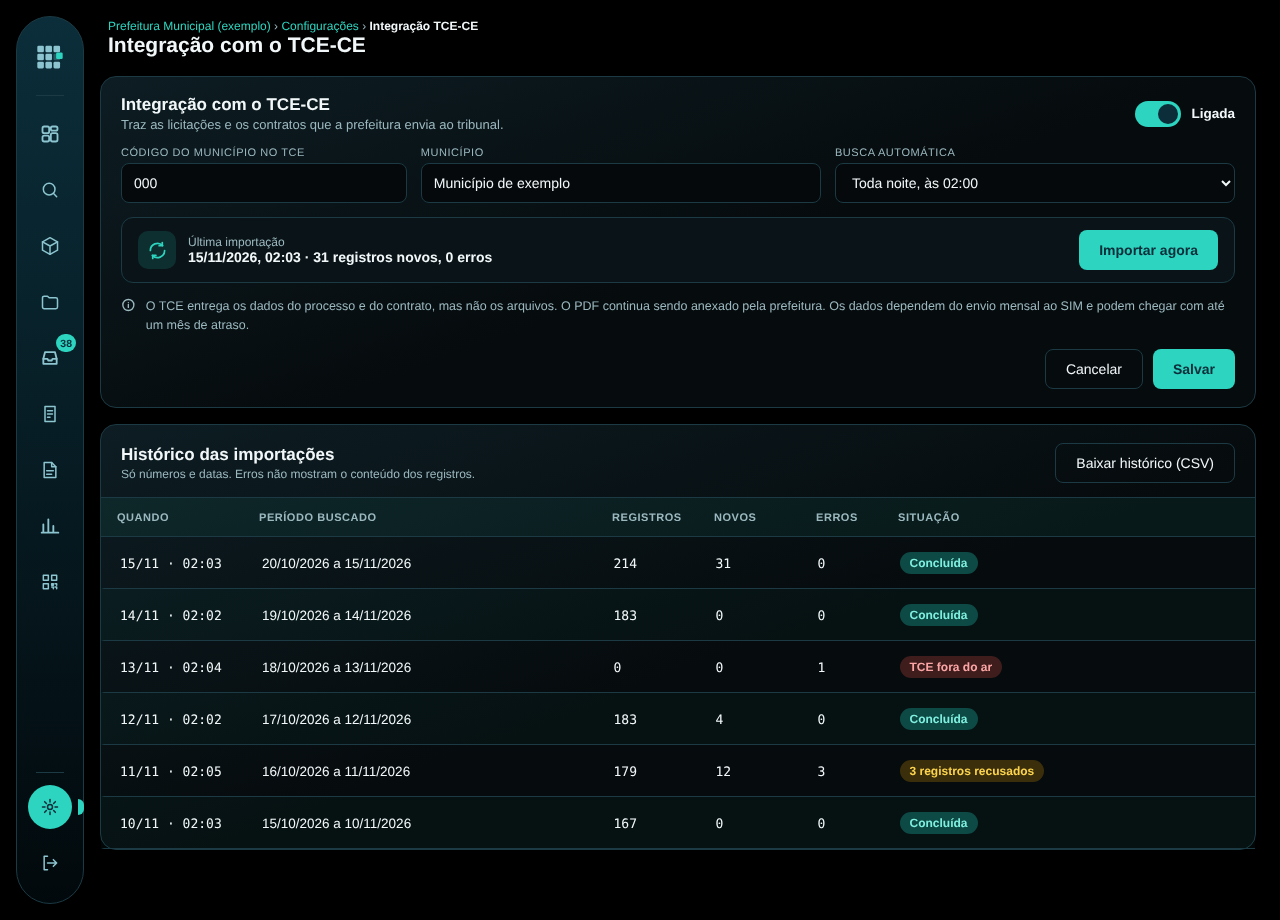 Prefeitura Municipal (exemplo) › Configurações › Integração TCE-CE
Integração com o TCE-CE
Integração com o TCE-CE
Traz as licitações e os contratos que a prefeitura envia ao tribunal.
Ligada
CÓDIGO DO MUNICÍPIO NO TCE
MUNICÍPIO
BUSCA AUTOMÁTICA
000
Município de exemplo
Toda noite, às 02:00
Última importação
15/11/2026, 02:03 · 31 registros novos, 0 erros
Importar agora
O TCE entrega os dados do processo e do contrato, mas não os arquivos. O PDF continua sendo anexado pela prefeitura. Os dados dependem do envio mensal ao SIM e podem chegar com até
um mês de atraso.
38
Cancelar
Salvar
Histórico das importações
Só números e datas. Erros não mostram o conteúdo dos registros.
Baixar histórico (CSV)
QUANDO PERÍODO BUSCADO REGISTROS NOVOS ERROS SITUAÇÃO
15/11 · 02:03 20/10/2026 a 15/11/2026 214 31 0 Concluída
14/11 · 02:02 19/10/2026 a 14/11/2026 183 0 0 Concluída
13/11 · 02:04 18/10/2026 a 13/11/2026 0 0 1 TCE fora do ar
12/11 · 02:02 17/10/2026 a 12/11/2026 183 4 0 Concluída
11/11 · 02:05 16/10/2026 a 11/11/2026 179 12 3 3 registros recusados
10/11 · 02:03 15/10/2026 a 10/11/2026 167 0 0 Concluída